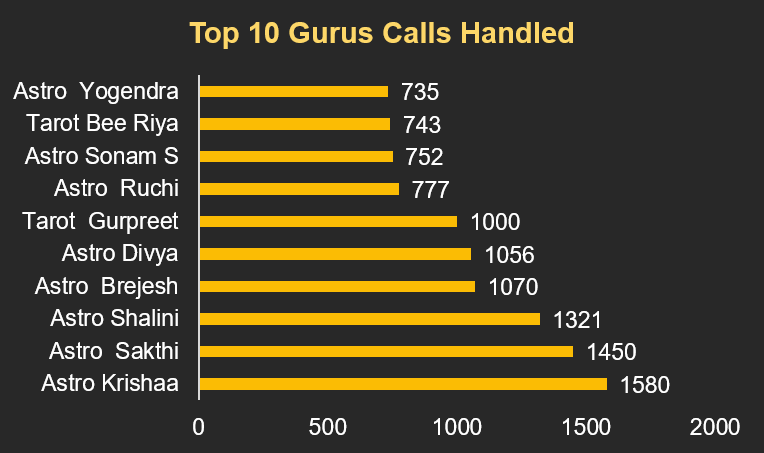 Top 10 Gurus Calls Handled
Astro  Yogendra 735
Tarot Bee Riya 743
Astro Sonam S 752
Astro  Ruchi 777
Tarot  Gurpreet 1000
Astro Divya 1056
Astro  Brejesh 1070
Astro Shalini 1321
Astro  Sakthi 1450
Astro Krishaa 1580
0 500 1000 1500 2000